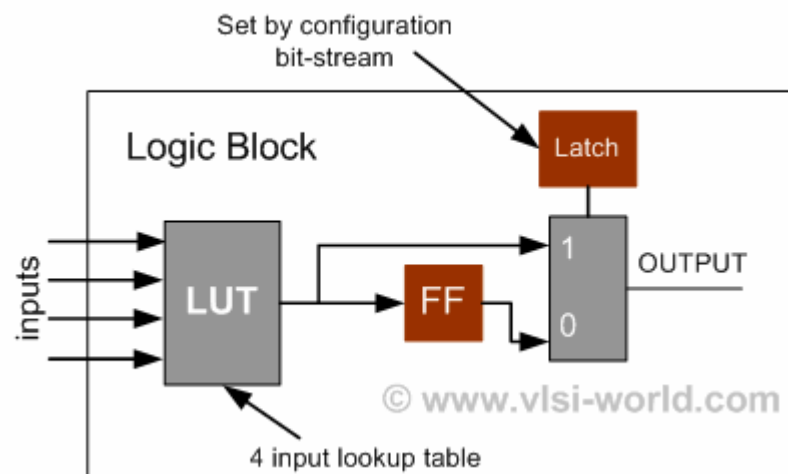 Set by configuration
bit-stream
Logic Block
Latch
inputs
LUT
1
FF
0
OUTPUT
© www.vlsi-world.com
4 input lookup table